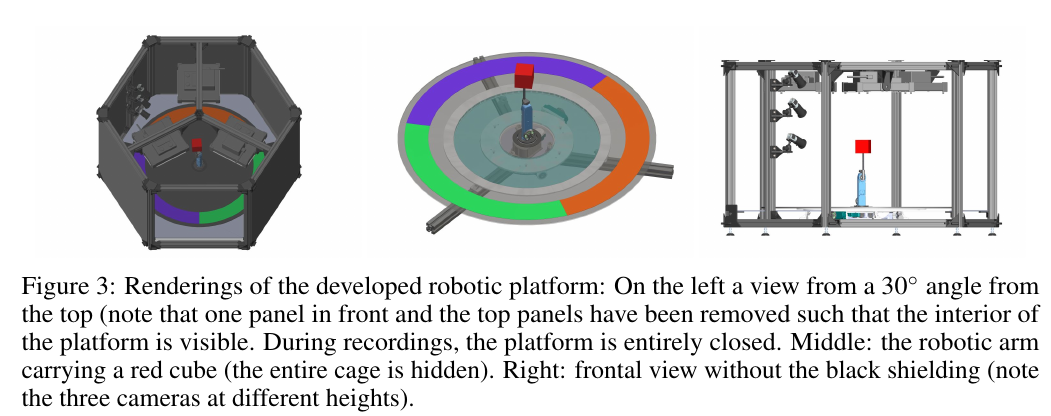 Figure 3: Renderings of the developed robotic platform: On the left a view from a 30° angle from
the top (note that one panel in front and the top panels have been removed such that the interior of
the platform is visible. During recordings, the platform is entirely closed. Middle: the robotic arm
carrying a red cube (the entire cage is hidden). Right: frontal view without the black shielding (note
the three cameras at different heights).